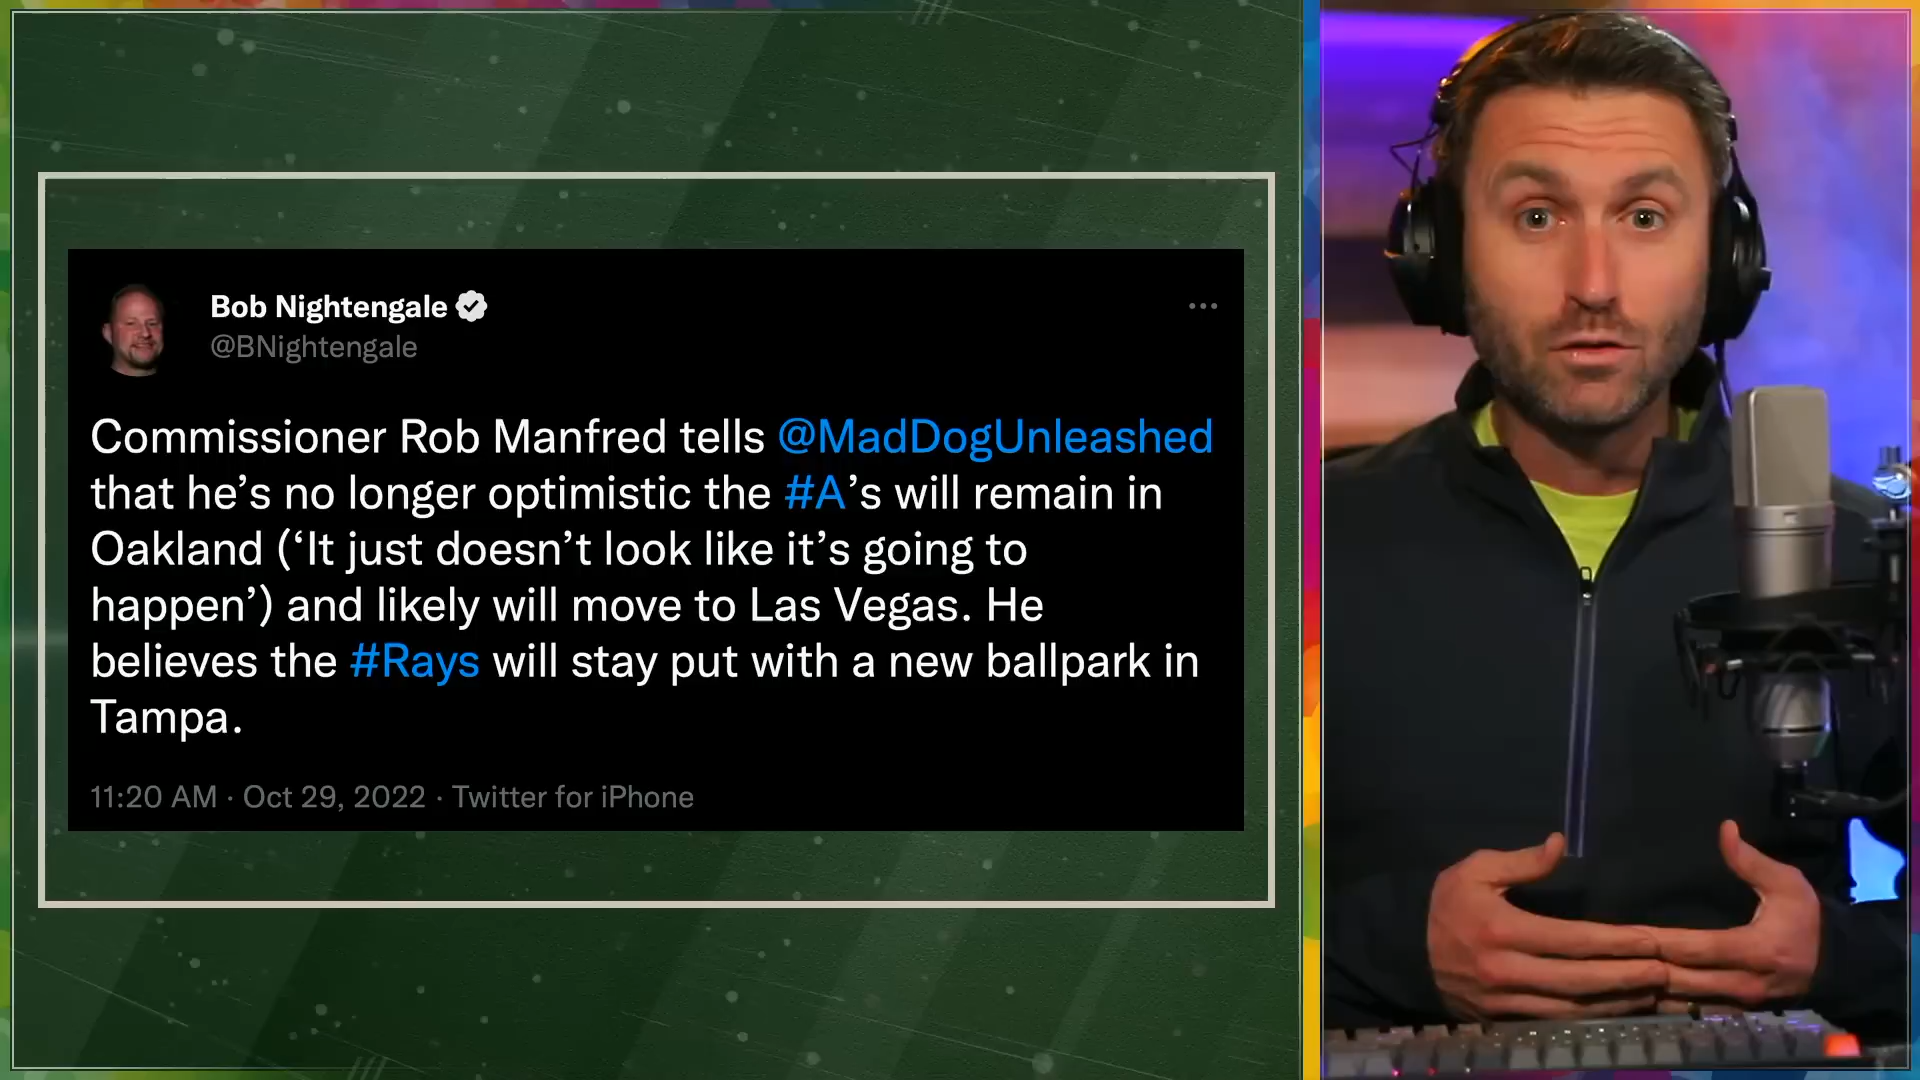 Bob Nightengale
@BNightengale
Commissioner Rob Manfred tells @MadDogUnleashed
that he’s no longer optimistic the #A’s will remain in
Oakland (‘It just doesn’t look like it’s going to
happen’) and likely will move to Las Vegas. He
believes the #Rays will stay put with a new ballpark in
Tampa.
11:20 AM · Oct 29, 2022 · Twitter for iPhone